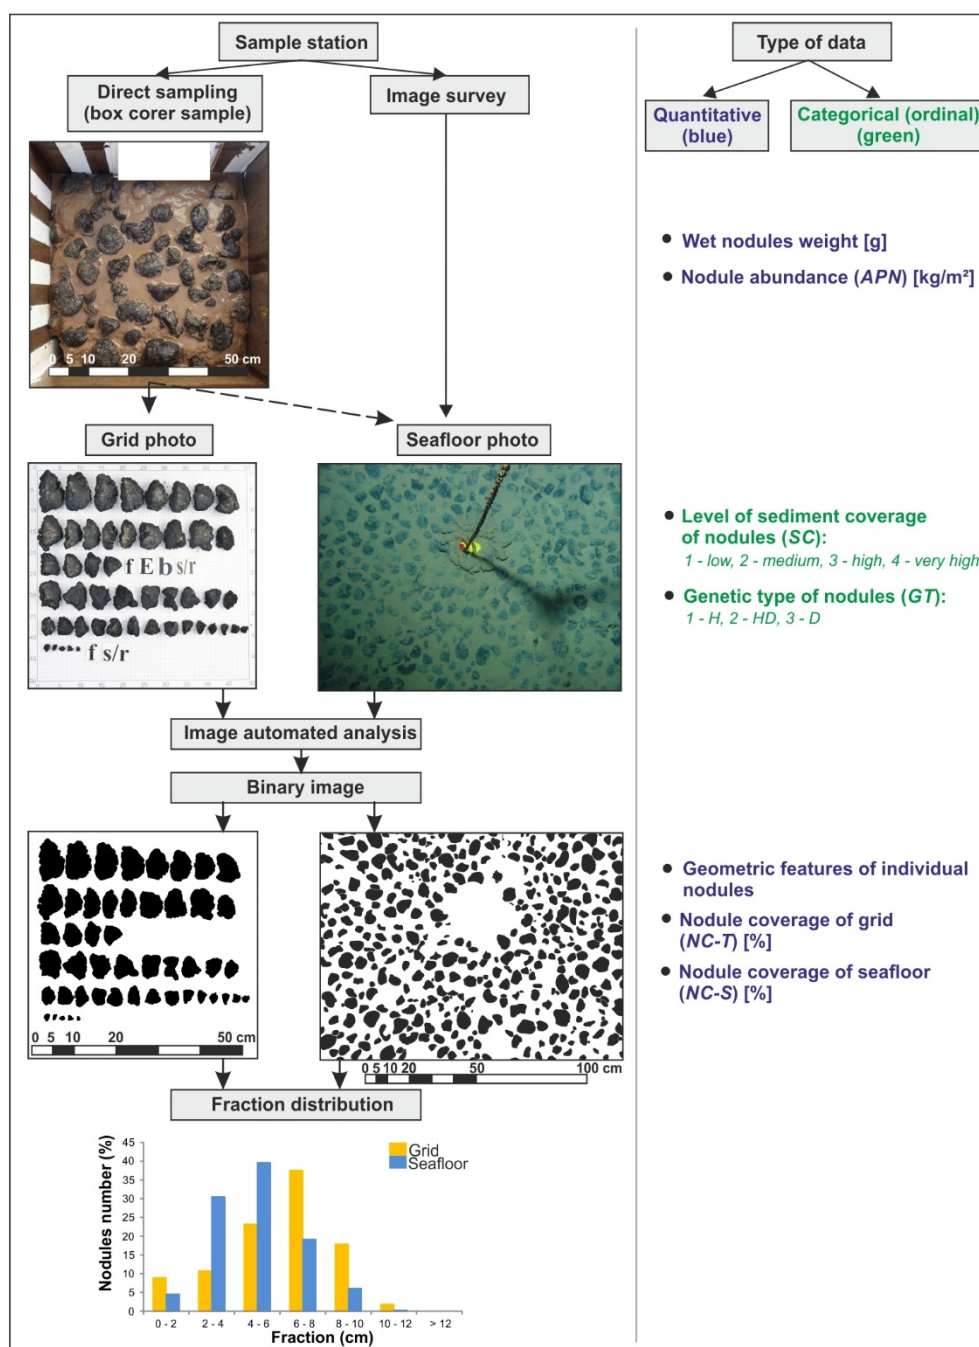 Sample station
Direct sampling
(box corer sample)
Image survey
0 5 10 20 50 cm
Grid photo
Seafloor photo
f E b s/r
f s/r
Image automated analysis
Binary image
0 5 10 20 50 cm
0 5 10 20 50 100 cm
Fraction distribution
Nodules number (%)
45
40
35
30
25
20
15
10
5
0
Grid
Seafloor
0 - 2 2 - 4 4 - 6 6 - 8 8 - 10 10 - 12 > 12
Fraction (cm)
Type of data
Quantitative
(blue)
Categorical (ordinal)
(green)
• Wet nodules weight [g]
• Nodule abundance (APN) [kg/m²]
• Level of sediment coverage
of nodules (SC):
1 - low, 2 - medium, 3 - high, 4 - very high
• Genetic type of nodules (GT):
1 - H, 2 - HD, 3 - D
• Geometric features of individual
nodules
• Nodule coverage of grid
(NC-T) [%]
• Nodule coverage of seafloor
(NC-S) [%]